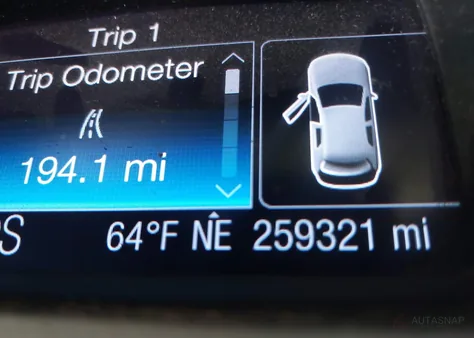 Trip 1
Trip Odometer
194.1 mi
64°F NE 259321 mi
AUTASNAP